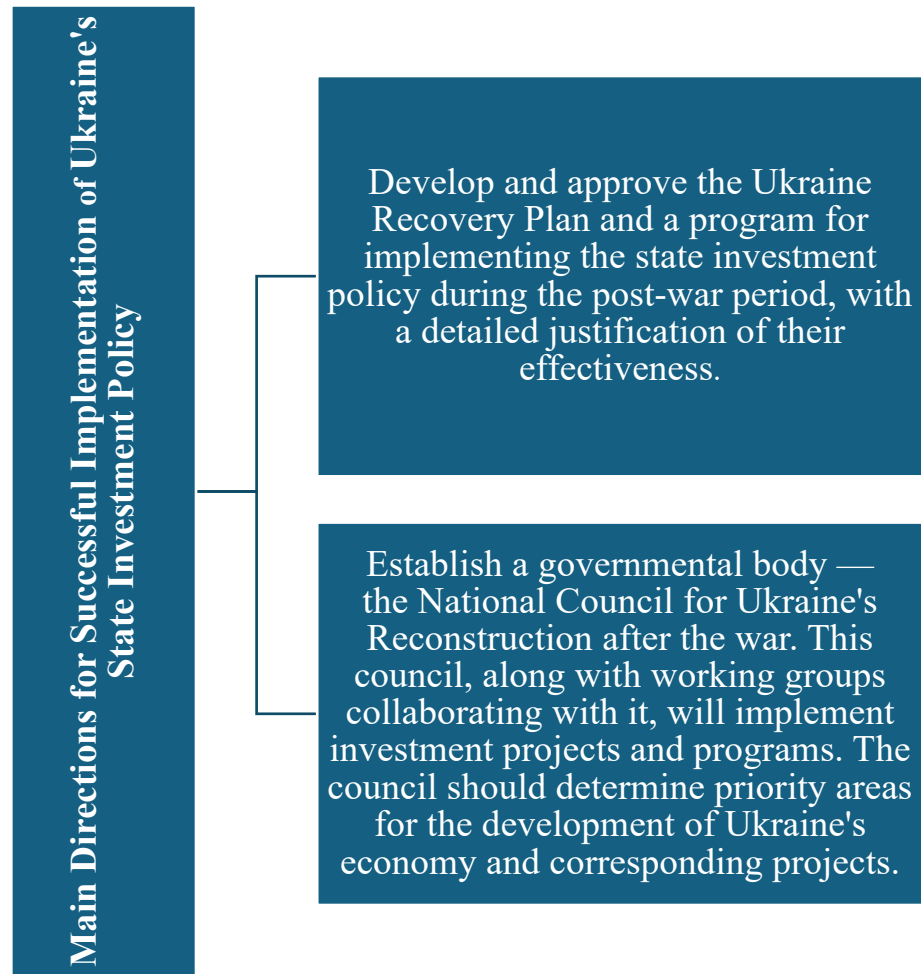 Main Directions for Successful Implementation of Ukraine's
State Investment Policy
Develop and approve the Ukraine
Recovery Plan and a program for
implementing the state investment
policy during the post-war period, with
a detailed justification of their
effectiveness.
Establish a governmental body —
the National Council for Ukraine's
Reconstruction after the war. This
council, along with working groups
collaborating with it, will implement
investment projects and programs. The
council should determine priority areas
for the development of Ukraine's
economy and corresponding projects.